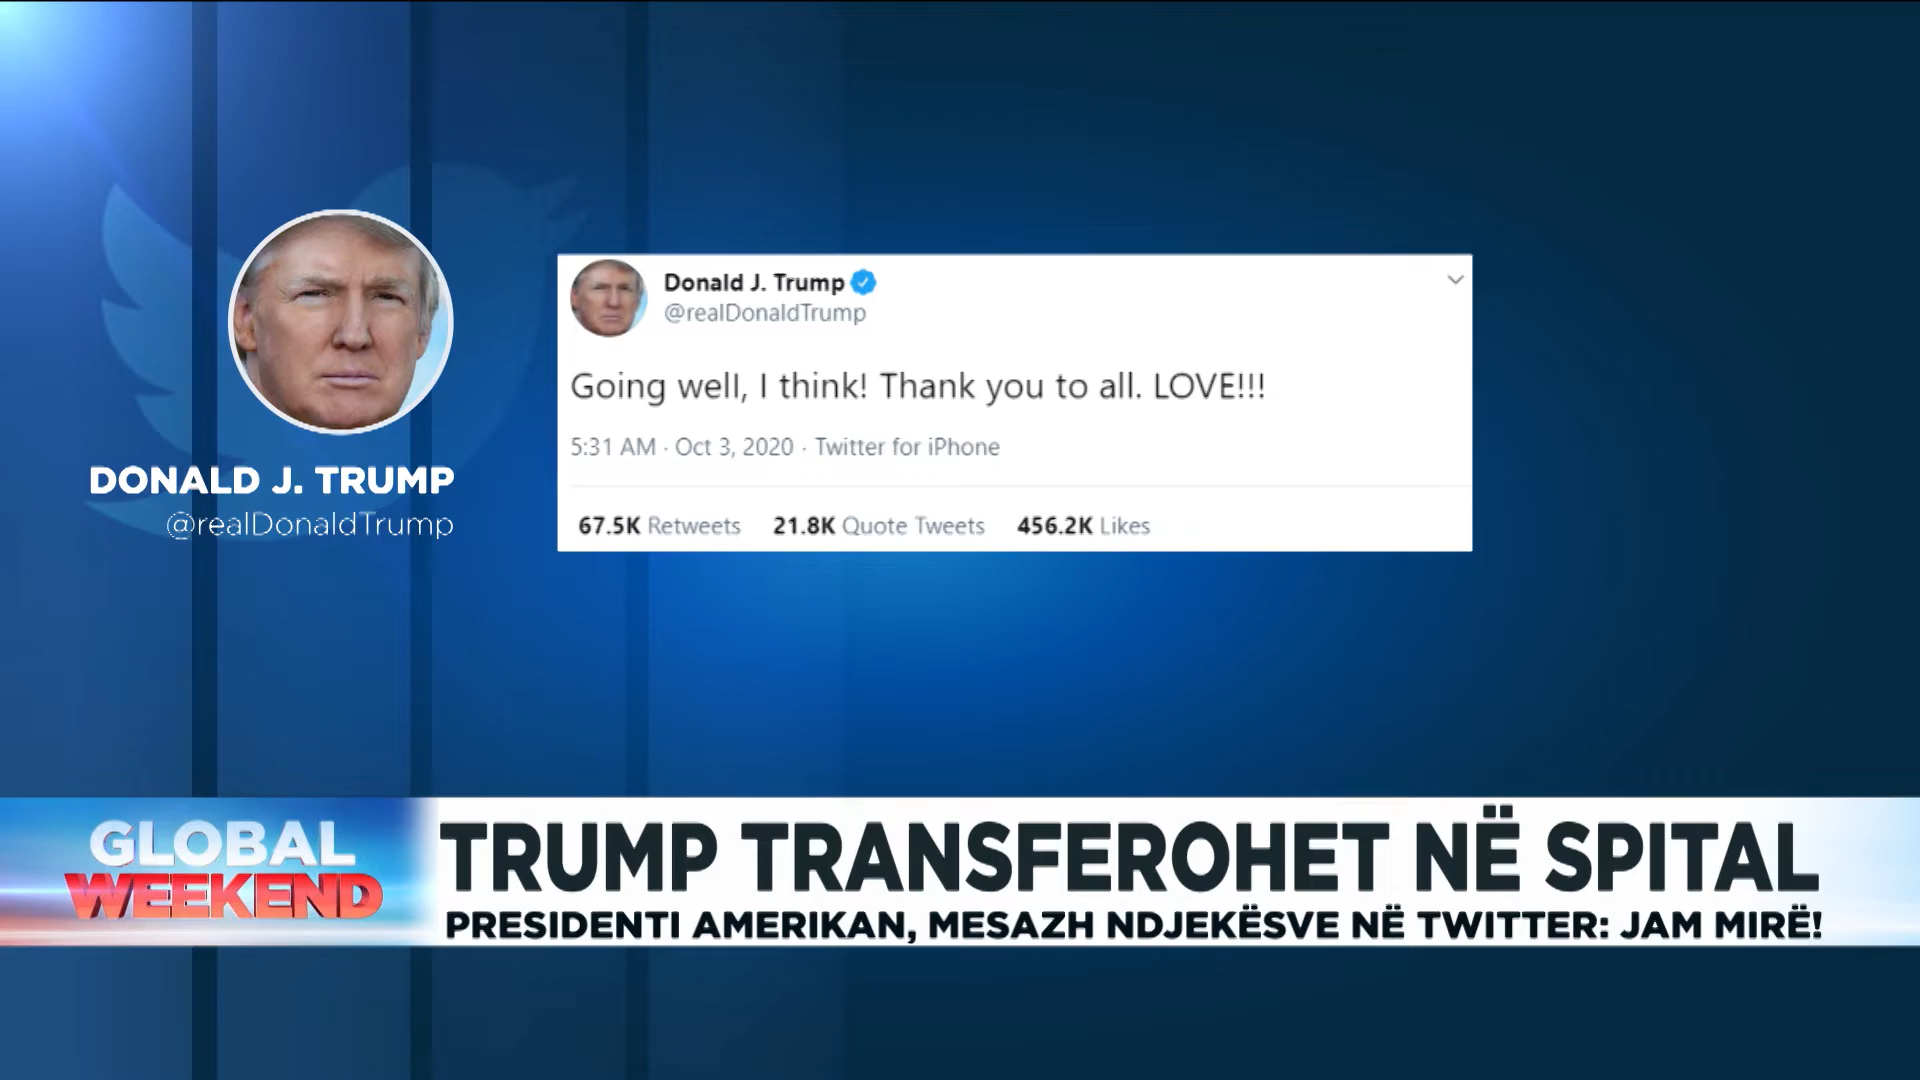 DONALD J. TRUMP
@realDonaldTrump
Donald J. Trump
@realDonaldTrump
Going well, I think! Thank you to all. LOVE!!!
5:31 AM · Oct 3, 2020 · Twitter for iPhone
67.5K Retweets 21.8K Quote Tweets 456.2K Likes
GLOBAL
WEEKEND
TRUMP TRANSFEROHET NË SPITAL
PRESIDENTI AMERIKAN, MESAZH NDJEKËSVE NË TWITTER: JAM MIRË!